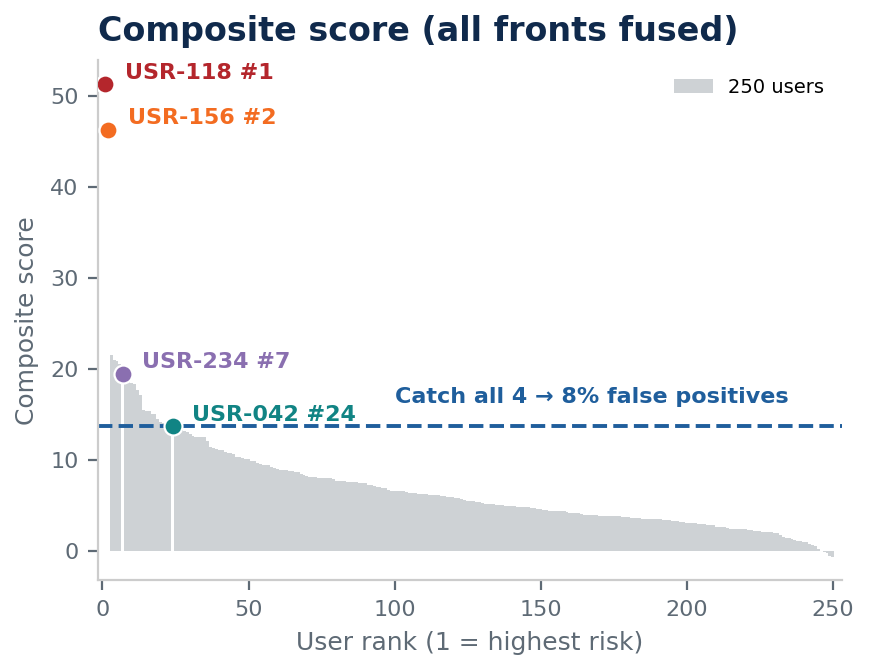 Composite score (all fronts fused)
USR-118 #1
250 users
USR-156 #2
USR-234 #7
Catch all 4 → 8% false positives
USR-042 #24
Composite score
50
40
30
20
10
0
0
50
100
150
200
250
User rank (1 = highest risk)